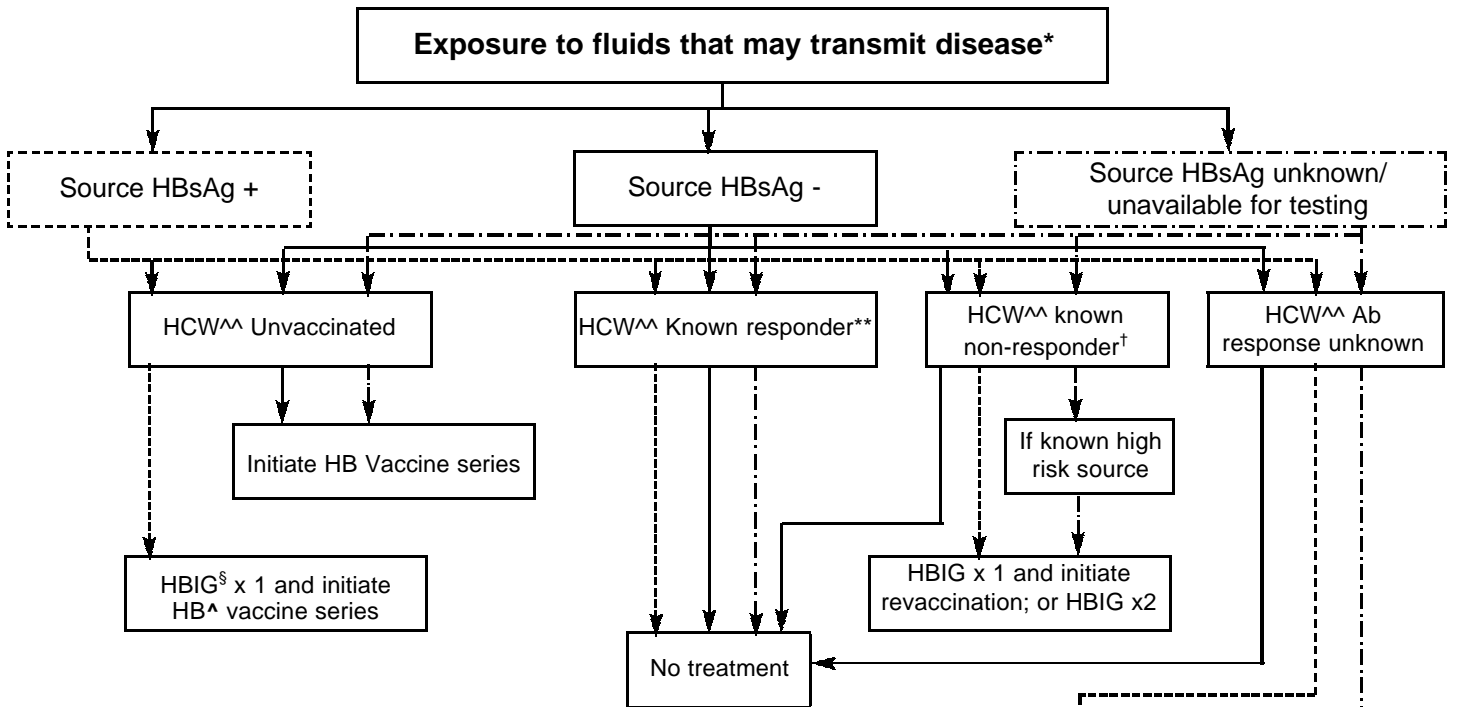 Exposure to fluids that may transmit disease*
Source HBsAg +
Source HBsAg -
Source HBsAg unknown/
unavailable for testing
HCW^^ Unvaccinated
HCW^^ Known responder**
HCW^^ known
non-responder†
HCW^^ Ab
response unknown
Initiate HB Vaccine series
If known high
risk source
HBIG§ x 1 and initiate
HB^ vaccine series
HBIG x 1 and initiate
revaccination; or HBIG x2
No treatment